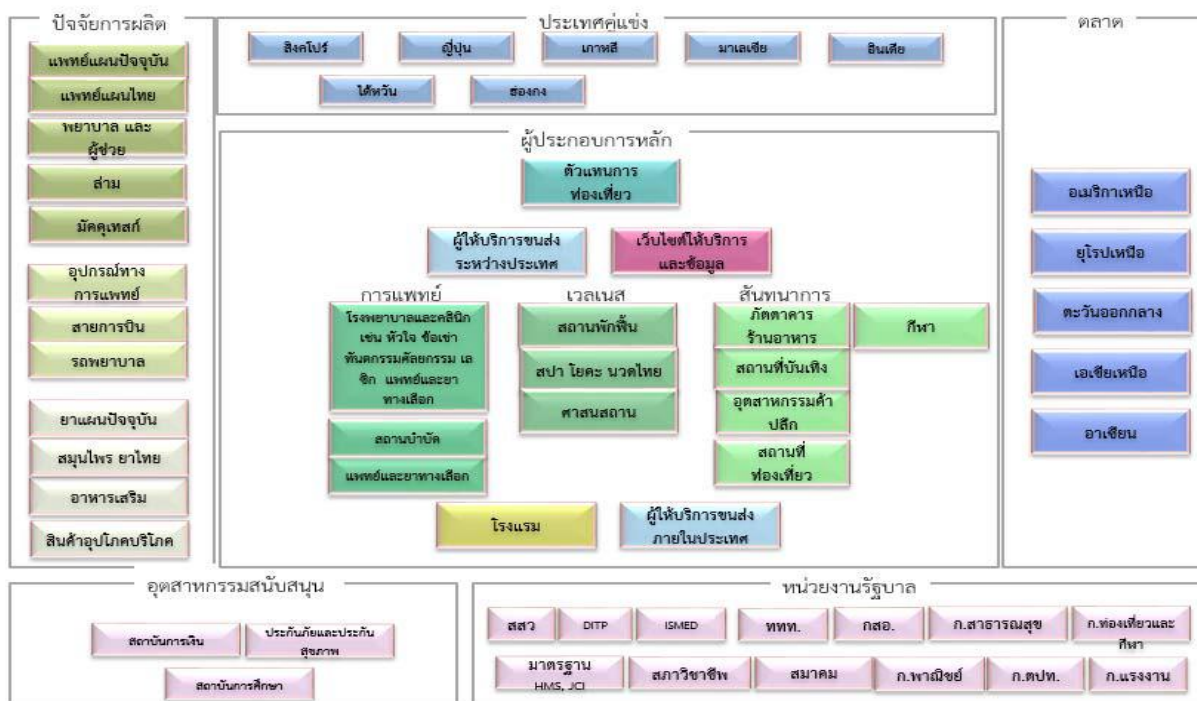 ปัจจัยการผลิต
แพทย์แผนปัจจุบัน
แพทย์แผนไทย
พยาบาล และ
ผู้ช่วย
ล่าม
มัคคุเทสก์
อุปกรณ์ทาง
การแพทย์
สายการบิน
รถพยาบาล
ยาแผนปัจจุบัน
สมุนไพร ยาไทย
อาหารเสริม
สินค้าอุปโภคบริโภค
ประเทศคู่แข่ง
สิงคโปร์
ญี่ปุ่น
เกาหลี
มาเลเซีย
อินเดีย
ไต้หวัน
ฮ่องกง
ผู้ประกอบการหลัก
ตัวแทนการ
ท่องเที่ยว
ผู้ให้บริการขนส่ง
ระหว่างประเทศ
เว็บไซต์ให้บริการ
และข้อมูล
การแพทย์
โรงพยาบาลและคลินิก
เช่น หัวใจ ข้อเข่า
ทันตกรรมศัลยกรรม เล
ซิก แพทย์และยา
ทางเลือก
สถานบำบัด
แพทย์และยาทางเลือก
เวลเนส
สถานพักฟื้น
สปา โยคะ นวดไทย
ศาสนสถาน
สันทนาการ
ภัตตาคาร
ร้านอาหาร
กีฬา
สถานที่บันเทิง
อุตสาหกรรมค้า
ปลีก
สถานที่
ท่องเที่ยว
โรงแรม
ผู้ให้บริการขนส่ง
ภายในประเทศ
ตลาด
อเมริกาเหนือ
ยุโรปเหนือ
ตะวันออกกลาง
เอเชียเหนือ
อาเซียน
อุตสาหกรรมสนับสนุน
สถาบันการเงิน
ประกันภัยและประกัน
สุขภาพ
สถาบันการศึกษา
หน่วยงานรัฐบาล
สสว
DITP
ISMED
ททท.
กสอ.
ก.สาธารณสุข
ก.ท่องเที่ยวและ
กีฬา
มาตรฐาน
HMS, JCI
สภาวิชาชีพ
สมาคม
ก.พาณิชย์
ก.ตปท.
ก.แรงงาน